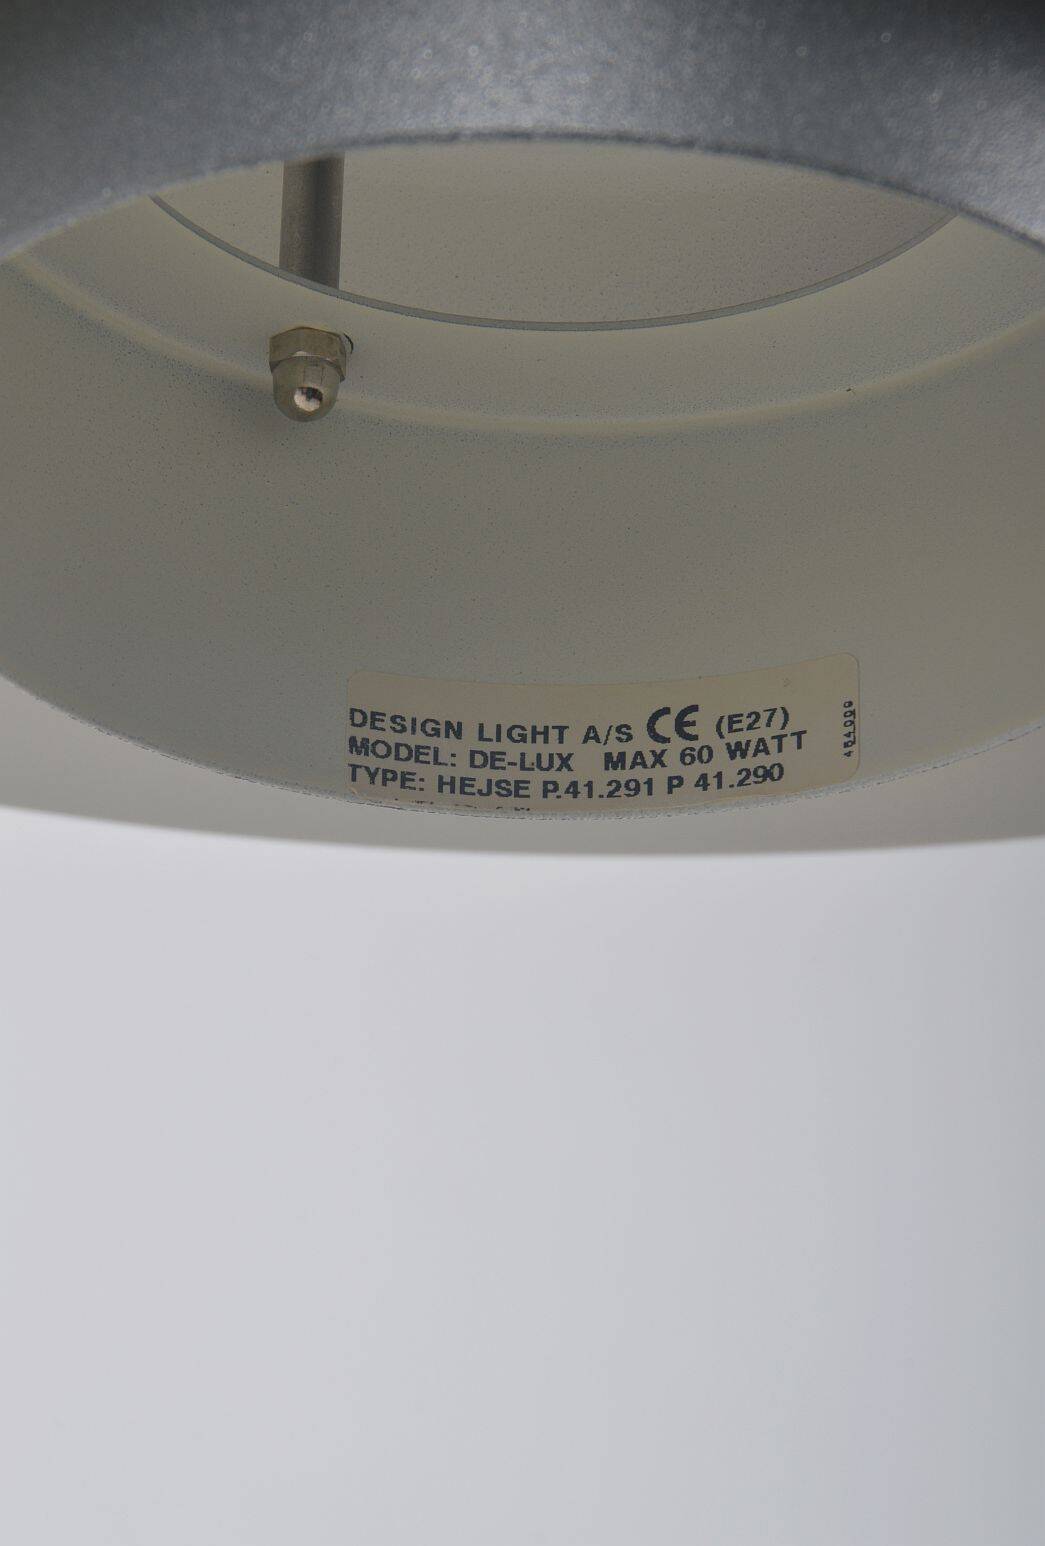 DESIGN LIGHT A/S CE (E27)
MODEL: DE-LUX MAX 60 WATT
TYPE: HEJSE P.41.291 P 41.290